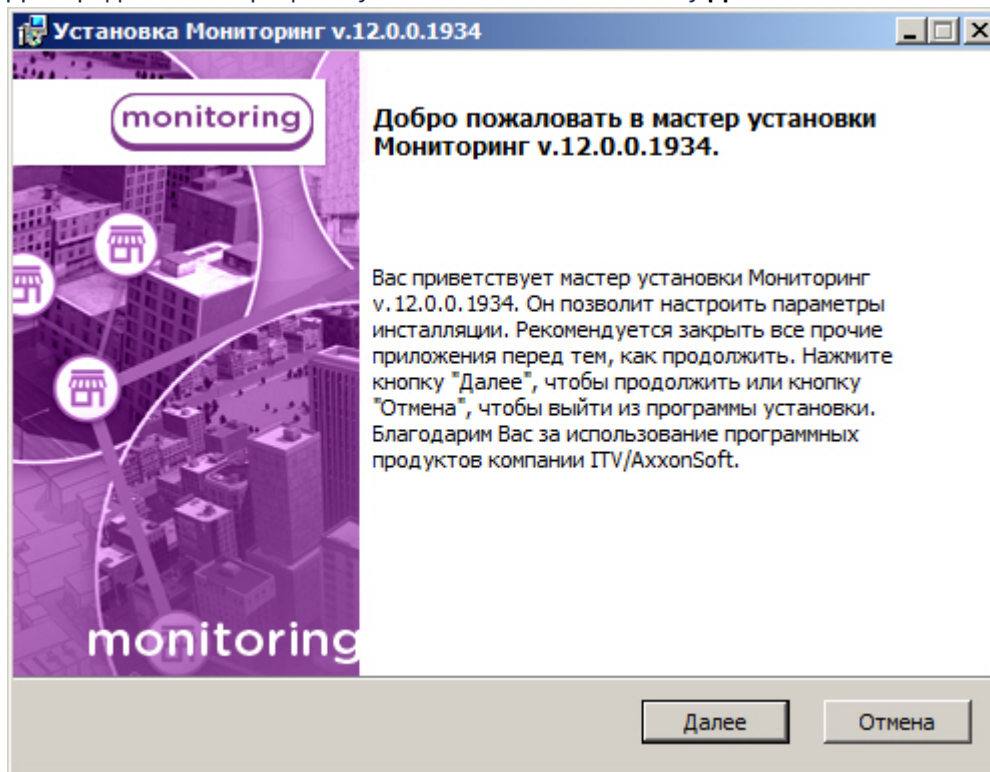 Установка Мониторинг v.12.0.0.1934
monitoring
Добро пожаловать в мастер установки
Мониторинг v.12.0.0.1934.
Вас приветствует мастер установки Мониторинг
v.12.0.0.1934. Он позволит настроить параметры
инсталляции. Рекомендуется закрыть все прочие
приложения перед тем, как продолжить. Нажмите
кнопку "Далее", чтобы продолжить или кнопку
"Отмена", чтобы выйти из программы установки.
Благодарим Вас за использование программных
продуктов компании ITV/AxxonSoft.
monitoring
Далее
Отмена